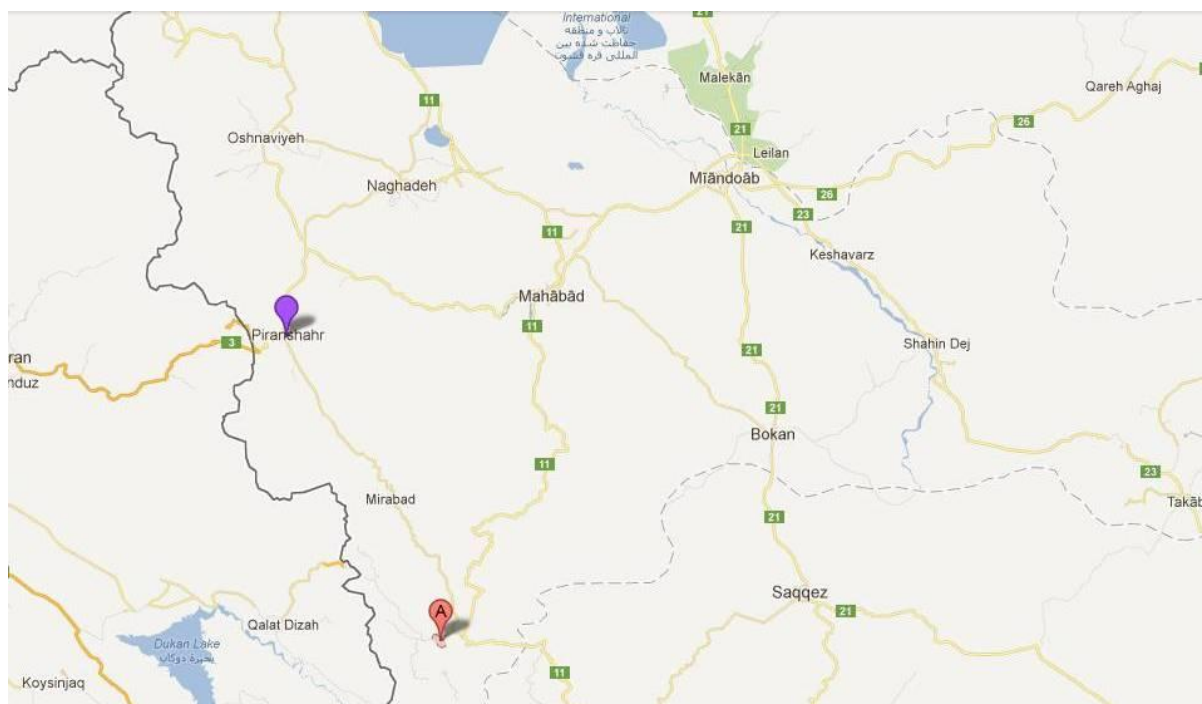 International
تالاب و منطقه
حفاظت شده بین
المللی قره قشون
Malekān
Qareh Aghaj
11
21
26
Oshnaviyeh
Leilan
Naghadeh
Mīāndoāb
26
23
11
21
Keshavarz
Mahābād
11
Piranshahr
3
21
Shahin Dej
ran
nduz
21
Bokan
11
23
Mirabad
Takāb
21
Saqqez
A
21
Qalat Dizah
Dukan Lake
بحيرة دوكان
11
Koysinjaq